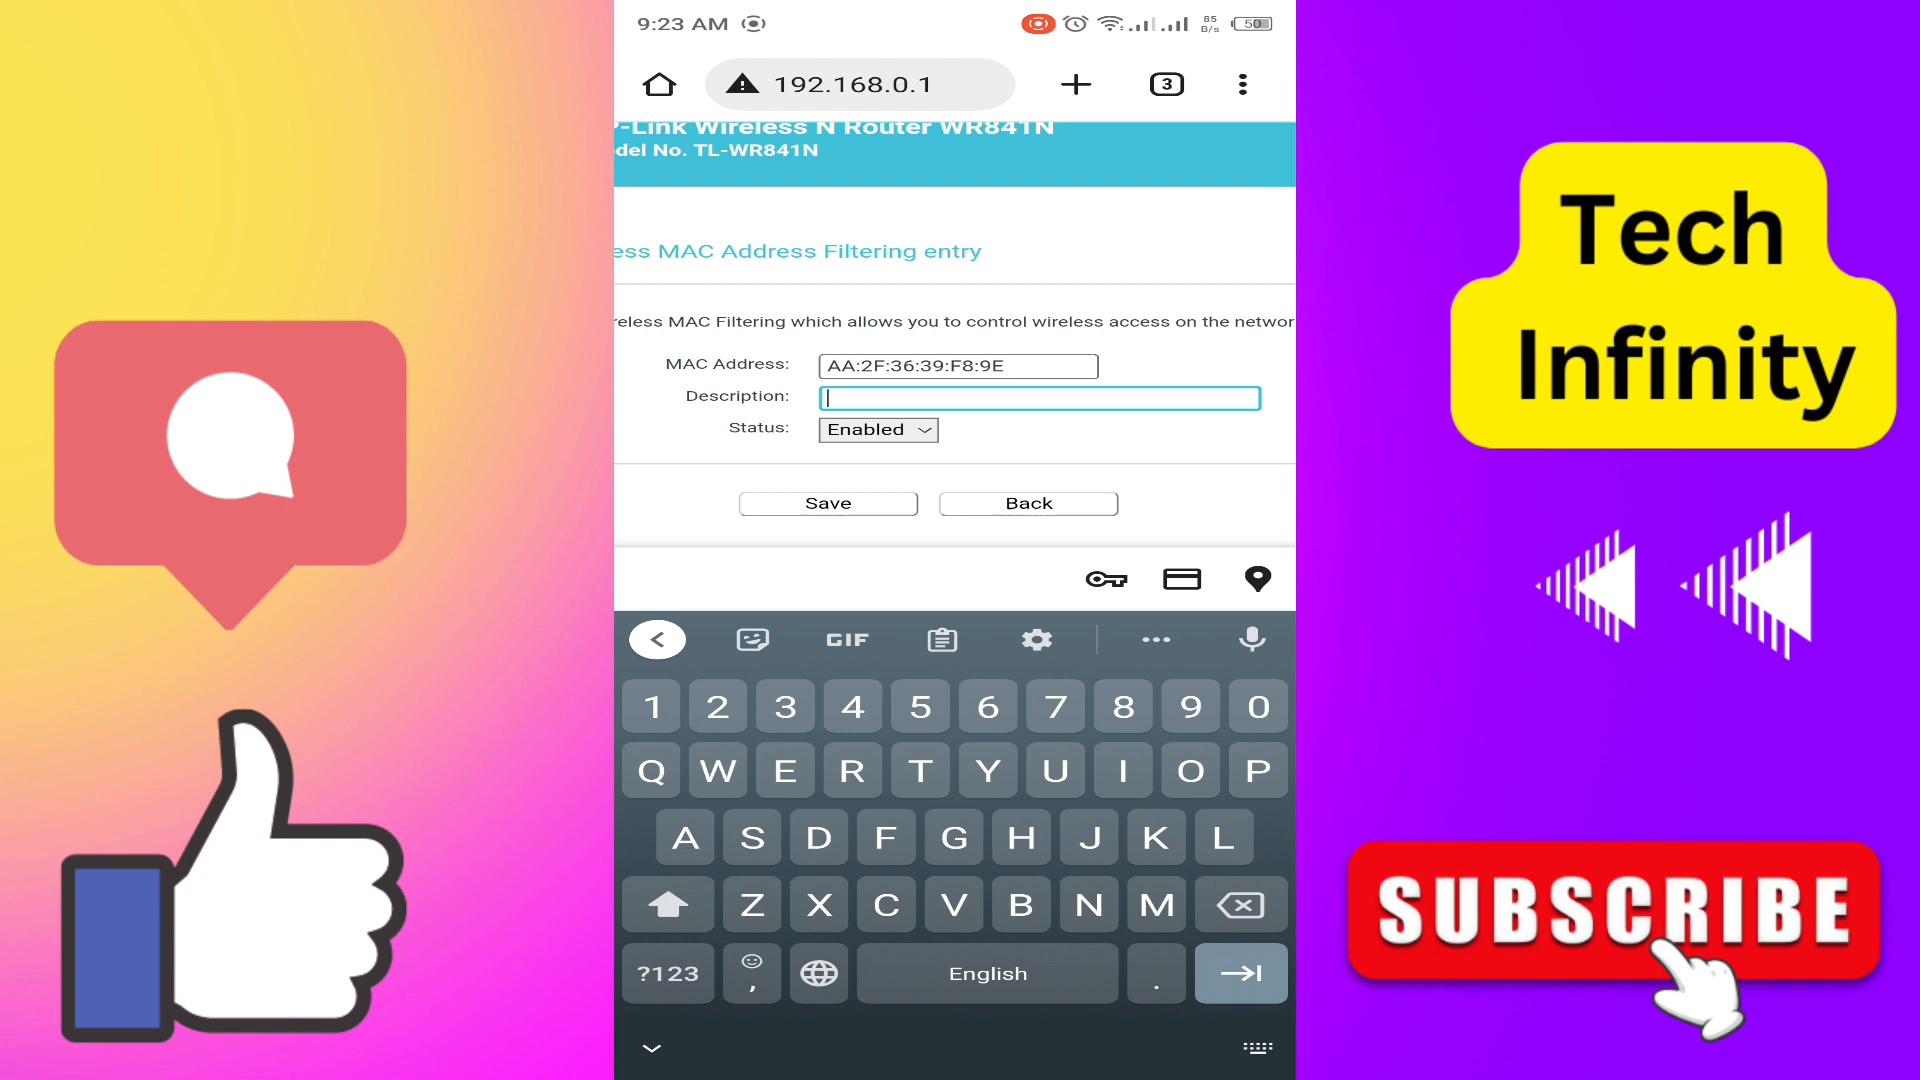 9:23 AM
85
B/s
50
192.168.0.1
3
P-Link Wireless N Router WR841N
del No. TL-WR841N
ess MAC Address Filtering entry
reless MAC Filtering which allows you to control wireless access on the networ
MAC Address: AA:2F:36:39:F8:9E
Description:
Status: Enabled
Save Back
GIF
1 2 3 4 5 6 7 8 9 0
Q W E R T Y U I O P
A S D F G H J K L
Z X C V B N M
?123 , English .
Tech
Infinity
SUBSCRIBE